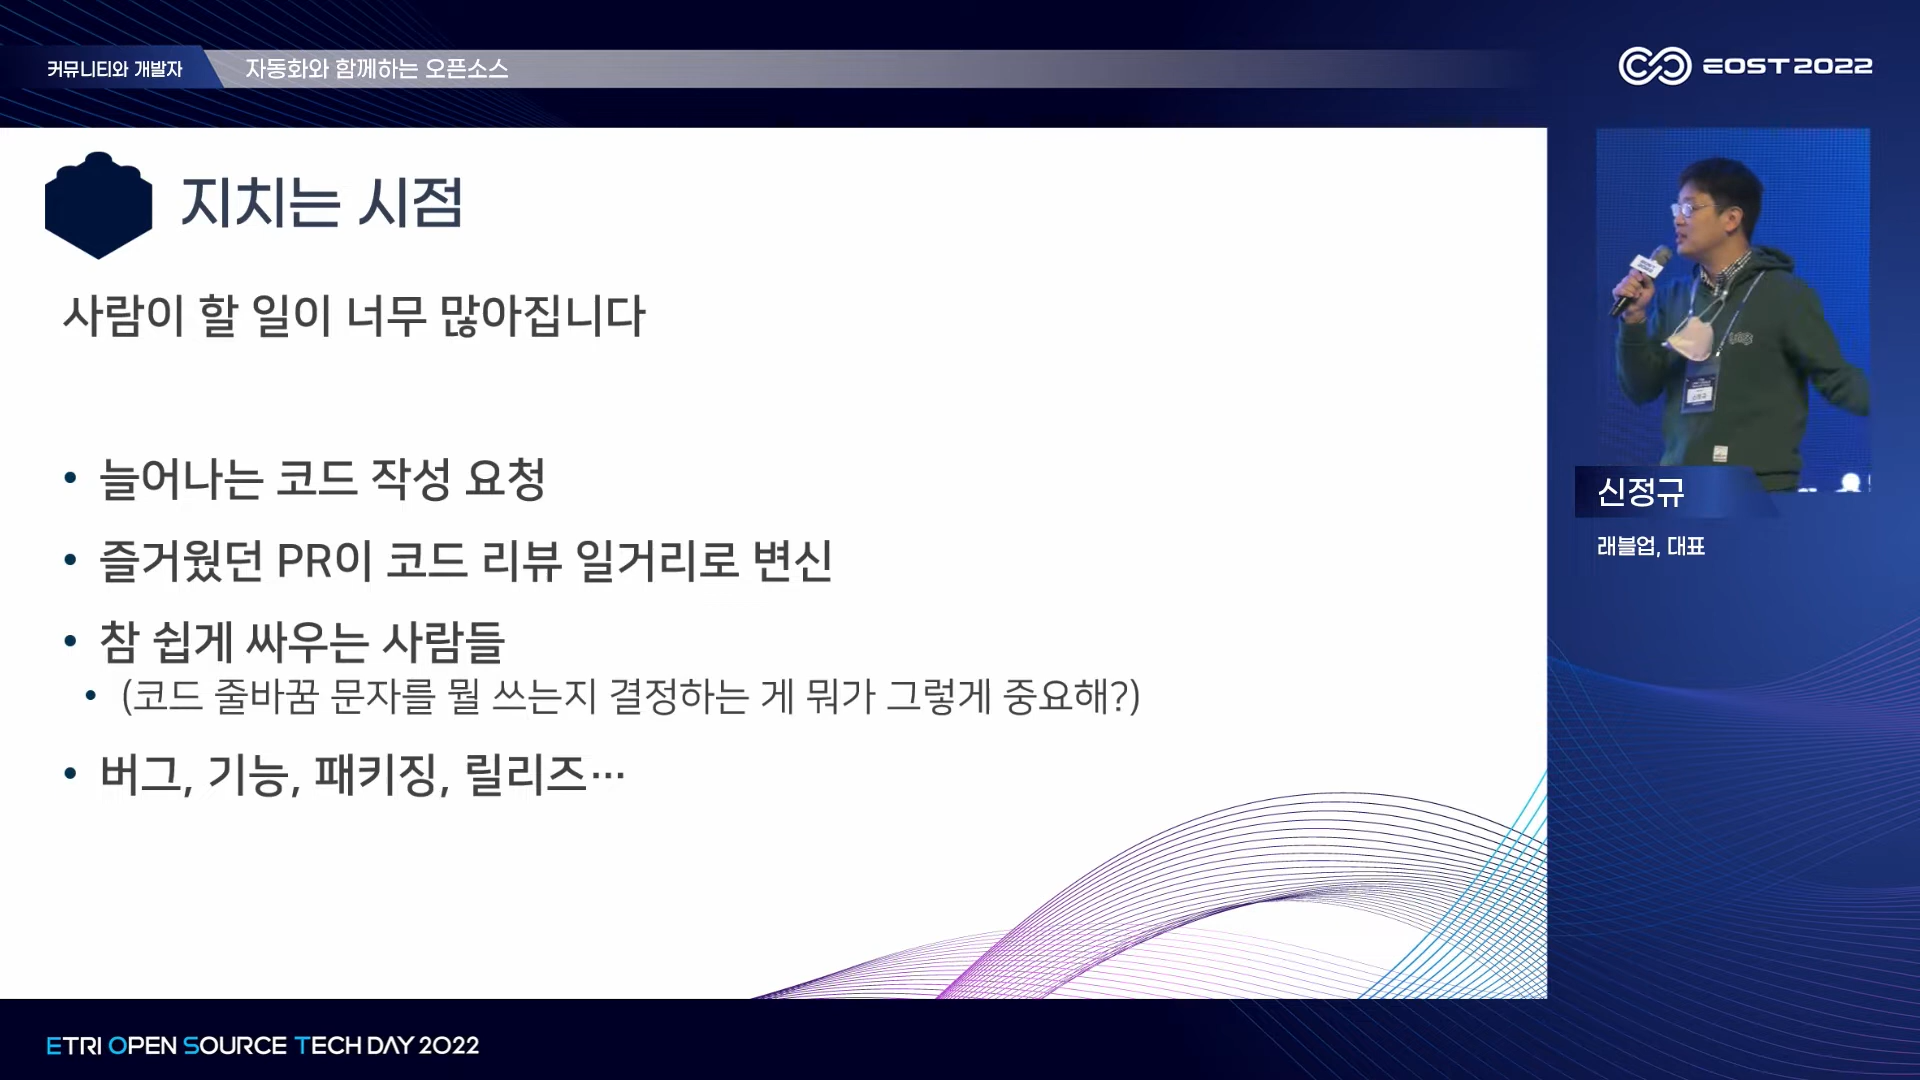 커뮤니티와 개발자
자동화와 함께하는 오픈소스
EOST 2022
지치는 시점
사람이 할 일이 너무 많아집니다
• 늘어나는 코드 작성 요청
• 즐거웠던 PR이 코드 리뷰 일거리로 변신
• 참 쉽게 싸우는 사람들
• (코드 줄바꿈 문자를 뭘 쓰는지 결정하는 게 뭐가 그렇게 중요해?)
• 버그, 기능, 패키징, 릴리즈…
신정규
래블업, 대표
ETRI OPEN SOURCE TECH DAY 2022